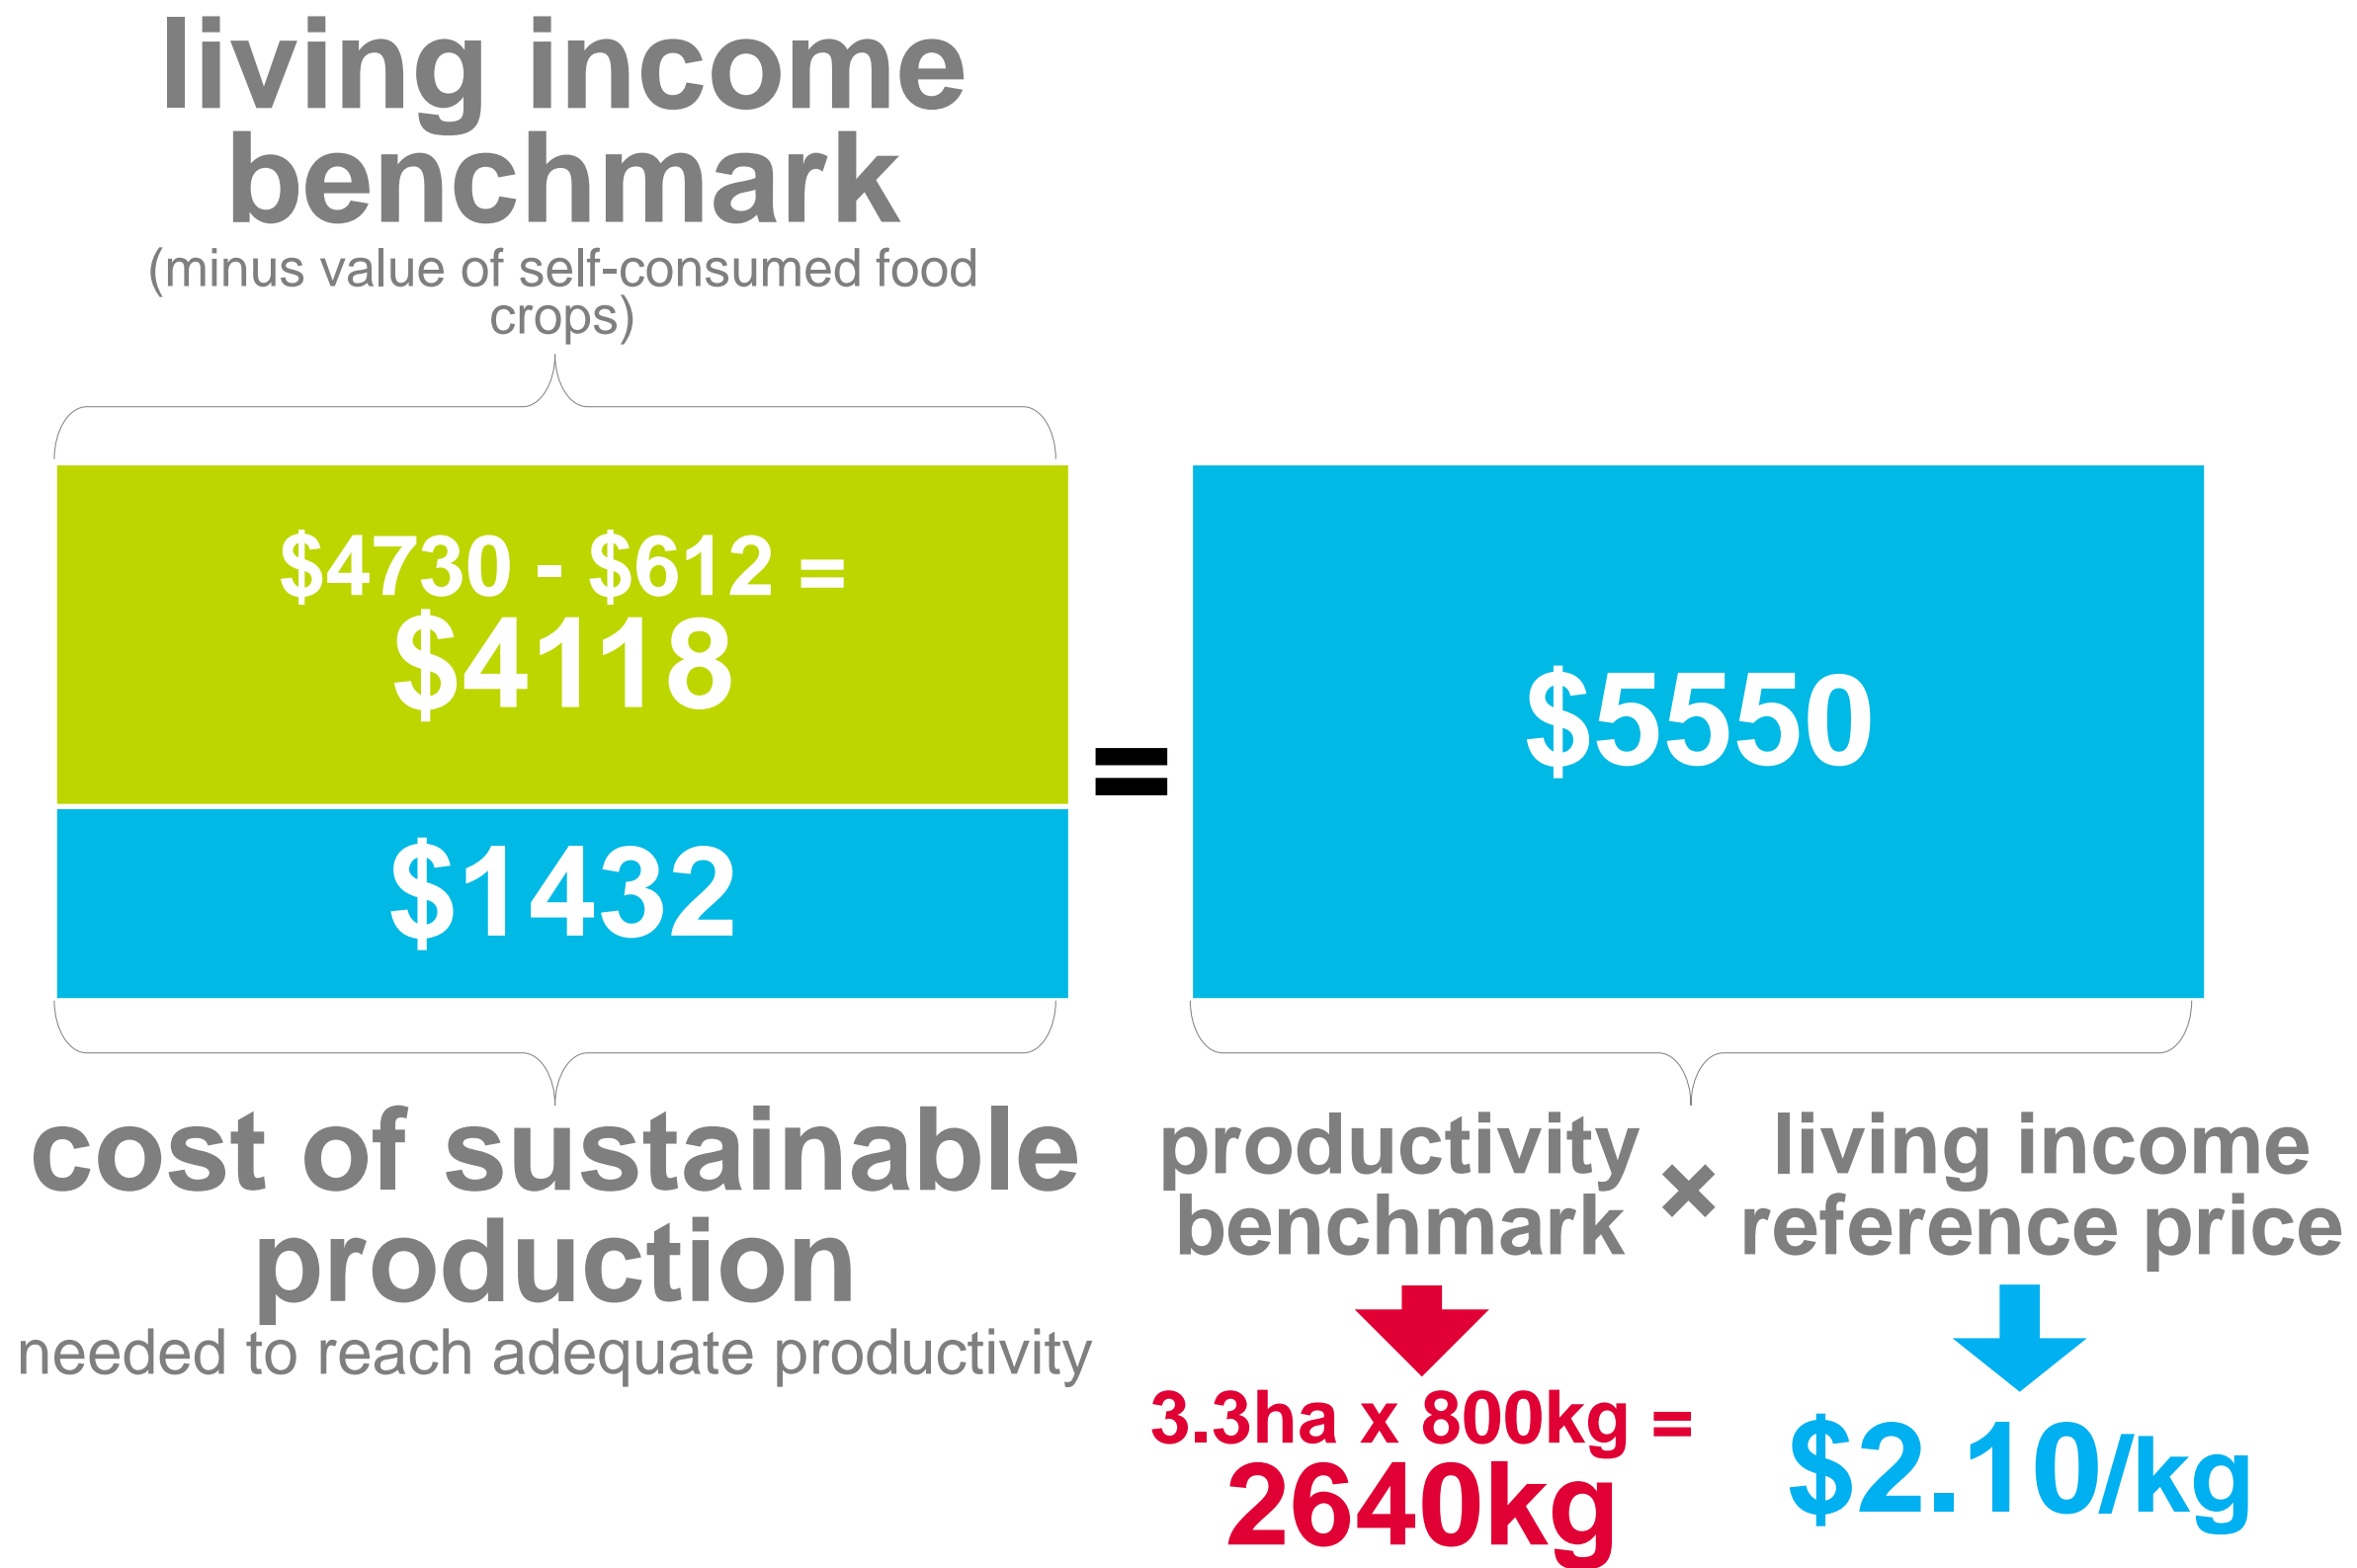 living income
benchmark
(minus value of self-consumed food
crops)
$4730 - $612 =
$4118
$1432
=
$5550
cost of sustainable
production
needed to reach adequate productivity
productivity
benchmark
×
living income
reference price
3.3ha x 800kg =
2640kg
$2.10/kg